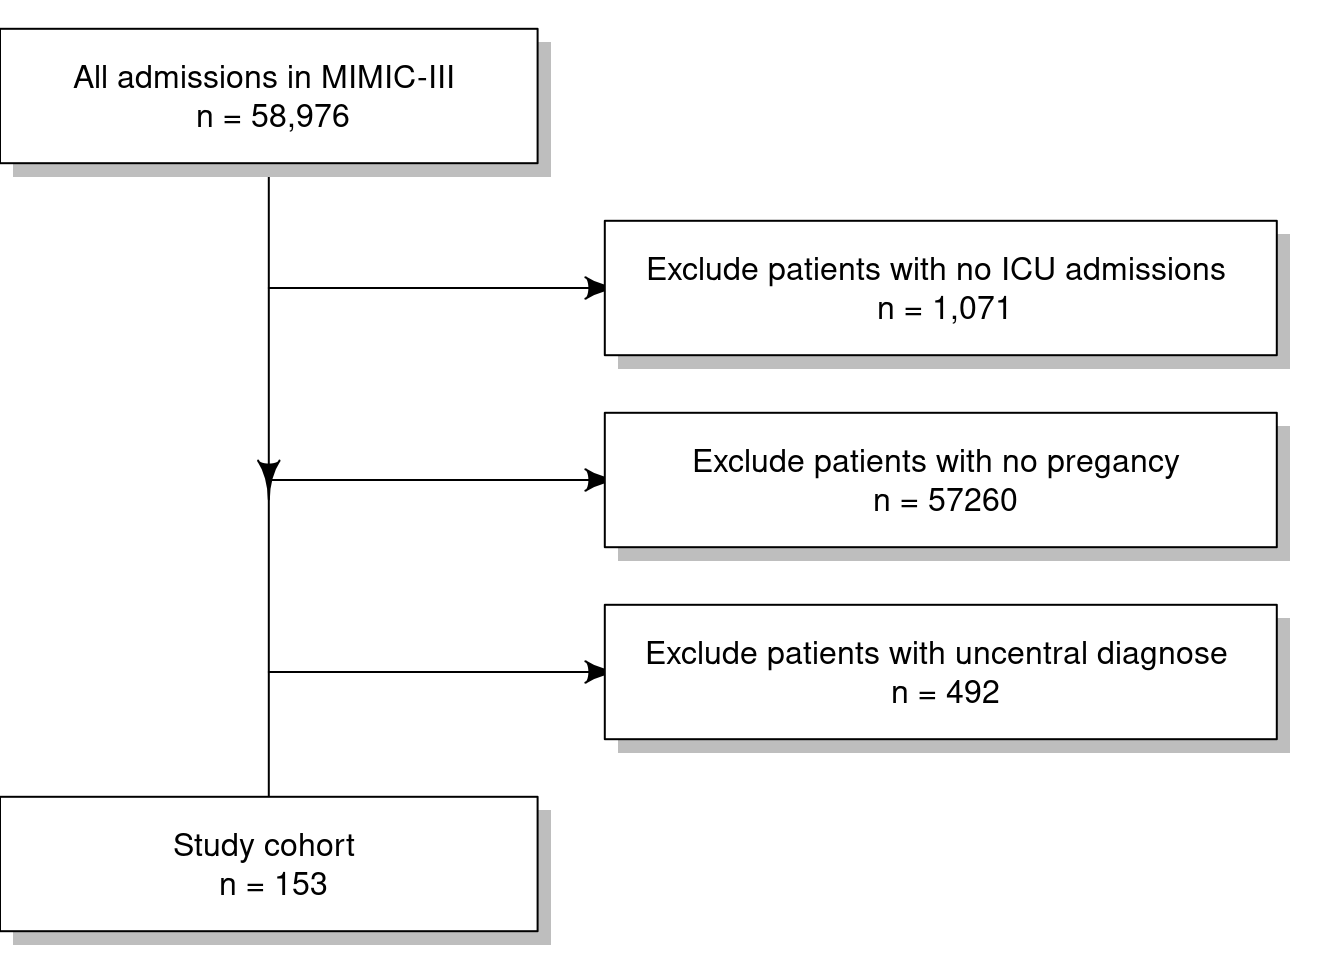 All admissions in MIMIC-III
n = 58,976
Exclude patients with no ICU admissions
n = 1,071
Exclude patients with no pregancy
n = 57260
Exclude patients with uncentral diagnose
n = 492
Study cohort
n = 153